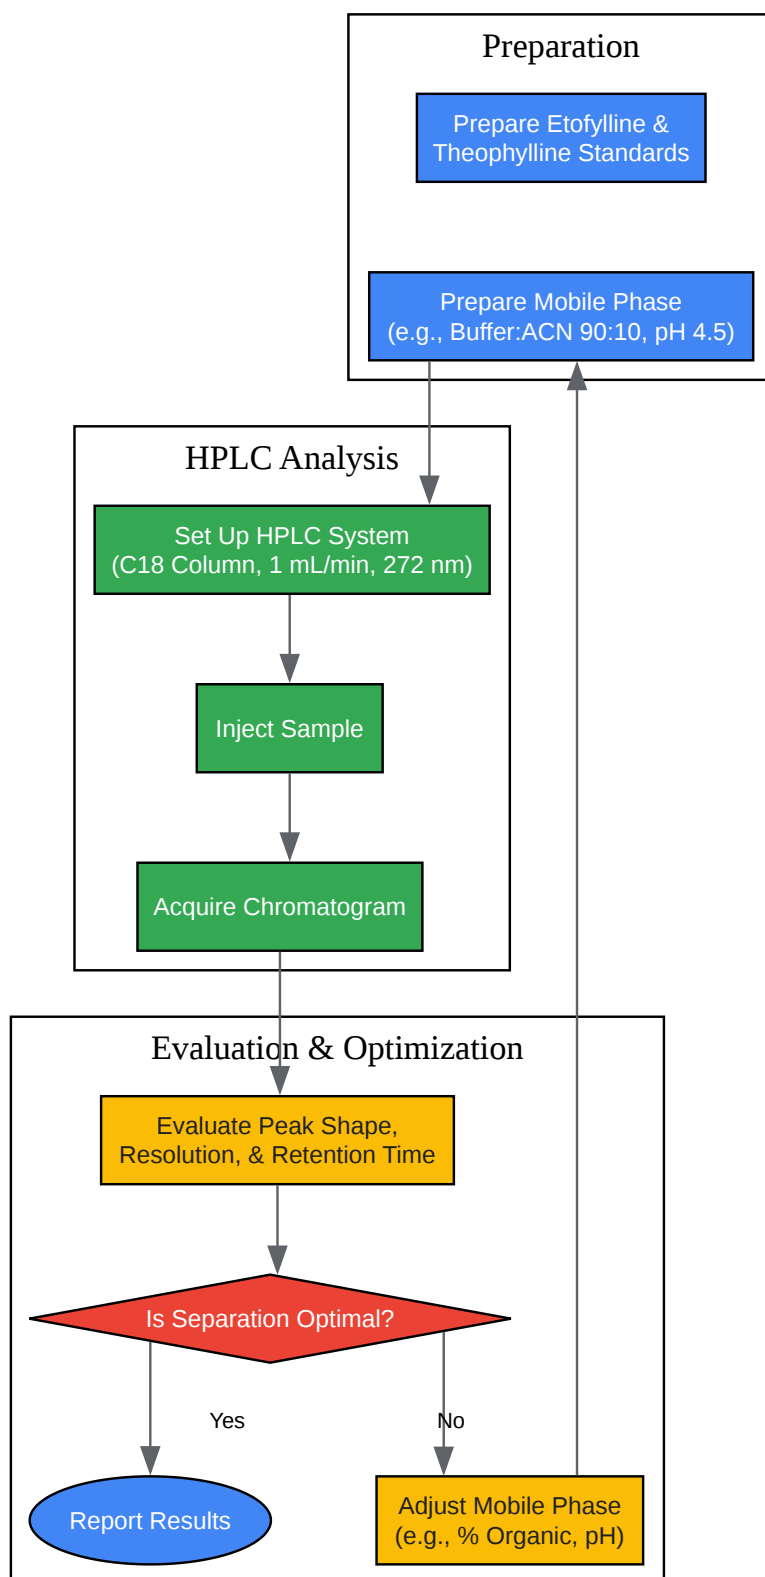 Preparation
Prepare Etofylline &
Theophylline Standards
Prepare Mobile Phase
(e.g., Buffer:ACN 90:10, pH 4.5)
HPLC Analysis
Set Up HPLC System
(C18 Column, 1 mL/min, 272 nm)
Inject Sample
Acquire Chromatogram
Evaluation & Optimization
Evaluate Peak Shape,
Resolution, & Retention Time
Is Separation Optimal?
Yes
No
Report Results
Adjust Mobile Phase
(e.g., % Organic, pH)